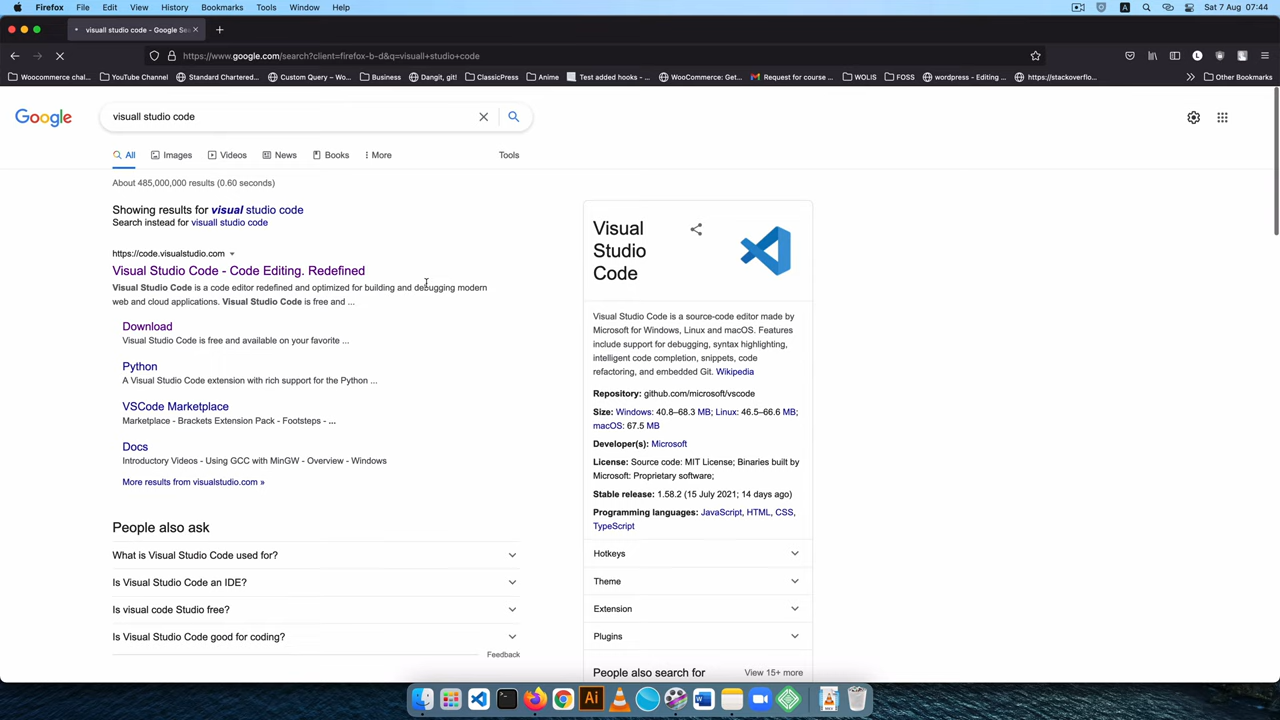 Firefox File Edit View History Bookmarks Tools Window Help
Sat 7 Aug 07:44
visuall studio code - Google Se
https://www.google.com/search?client=firefox-b-d&q=visuall+studio+code
Woocommerce chal...
YouTube Channel
Standard Chartered...
Custom Query – Wo...
Business
Dangit, git!
ClassicPress
Anime
Test added hooks - ...
WooCommerce: Get...
Request for course ...
WOLIS
FOSS
wordpress - Editing ...
https://stackoverflo...
Other Bookmarks
Google
visuall studio code
All
Images
Videos
News
Books
More
Tools
About 485,000,000 results (0.60 seconds)
Showing results for visual studio code
Search instead for visuall studio code
https://code.visualstudio.com
Visual Studio Code - Code Editing. Redefined
Visual Studio Code is a code editor redefined and optimized for building and debugging modern
web and cloud applications. Visual Studio Code is free and ...
Download
Visual Studio Code is free and available on your favorite ...
Python
A Visual Studio Code extension with rich support for the Python ...
VSCode Marketplace
Marketplace - Brackets Extension Pack - Footsteps - ...
Docs
Introductory Videos - Using GCC with MinGW - Overview - Windows
More results from visualstudio.com »
People also ask
What is Visual Studio Code used for?
Is Visual Studio Code an IDE?
Is visual code Studio free?
Is Visual Studio Code good for coding?
Feedback
Visual
Studio
Code
Visual Studio Code is a source-code editor made by
Microsoft for Windows, Linux and macOS. Features
include support for debugging, syntax highlighting,
intelligent code completion, snippets, code
refactoring, and embedded Git. Wikipedia
Repository: github.com/microsoft/vscode
Size: Windows: 40.8–68.3 MB; Linux: 46.5–66.6 MB;
macOS: 67.5 MB
Developer(s): Microsoft
License: Source code: MIT License; Binaries built by
Microsoft: Proprietary software;
Stable release: 1.58.2 (15 July 2021; 14 days ago)
Programming languages: JavaScript, HTML, CSS,
TypeScript
Hotkeys
Theme
Extension
Plugins
People also search for
View 15+ more
Ai